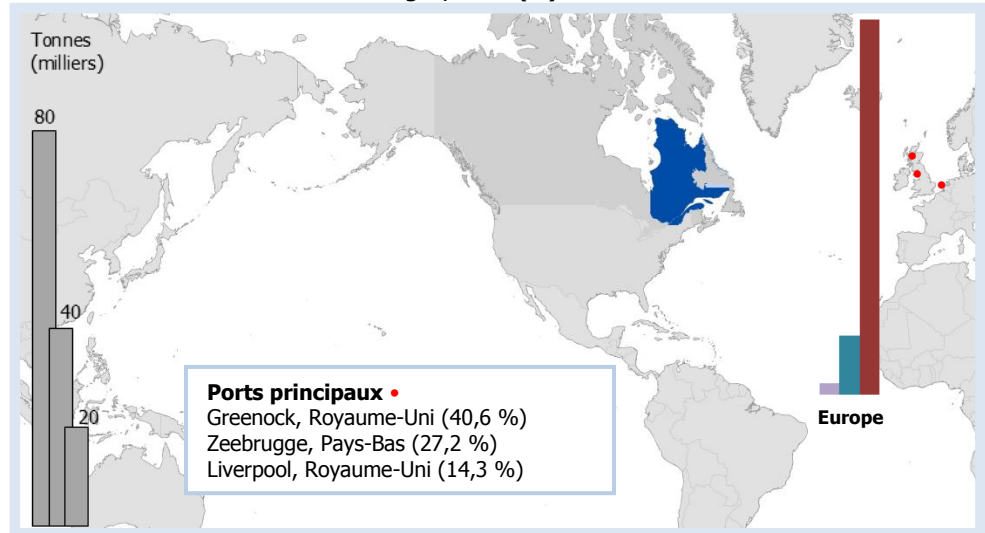 Tonnes
(milliers)
80
40
20
Ports principaux •
Greenock, Royaume-Uni (40,6 %)
Zeebrugge, Pays-Bas (27,2 %)
Liverpool, Royaume-Uni (14,3 %)
Europe